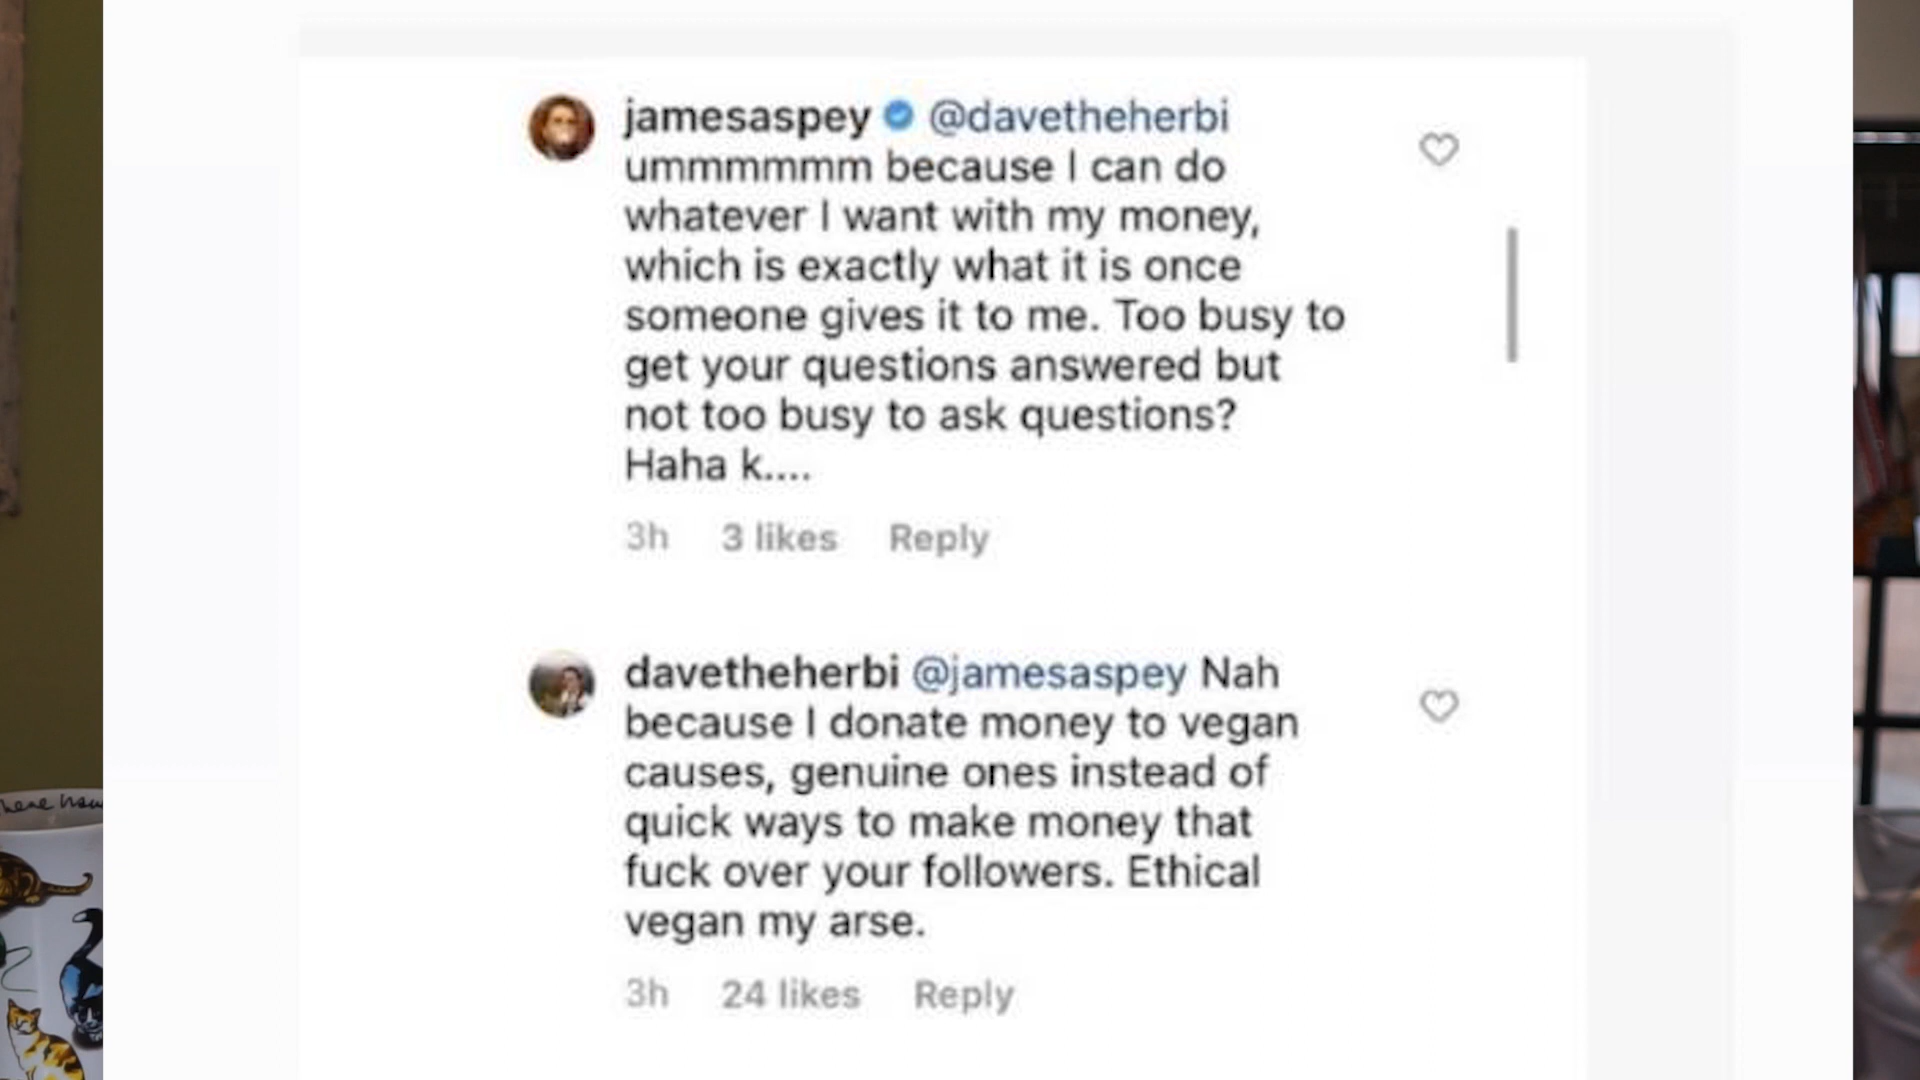 jamesaspey @davetheherbi
ummmmmm because I can do
whatever I want with my money,
which is exactly what it is once
someone gives it to me. Too busy to
get your questions answered but
not too busy to ask questions?
Haha k....
3h 3 likes Reply
davetheherbi @jamesaspey Nah
because I donate money to vegan
causes, genuine ones instead of
quick ways to make money that
fuck over your followers. Ethical
vegan my arse.
3h 24 likes Reply